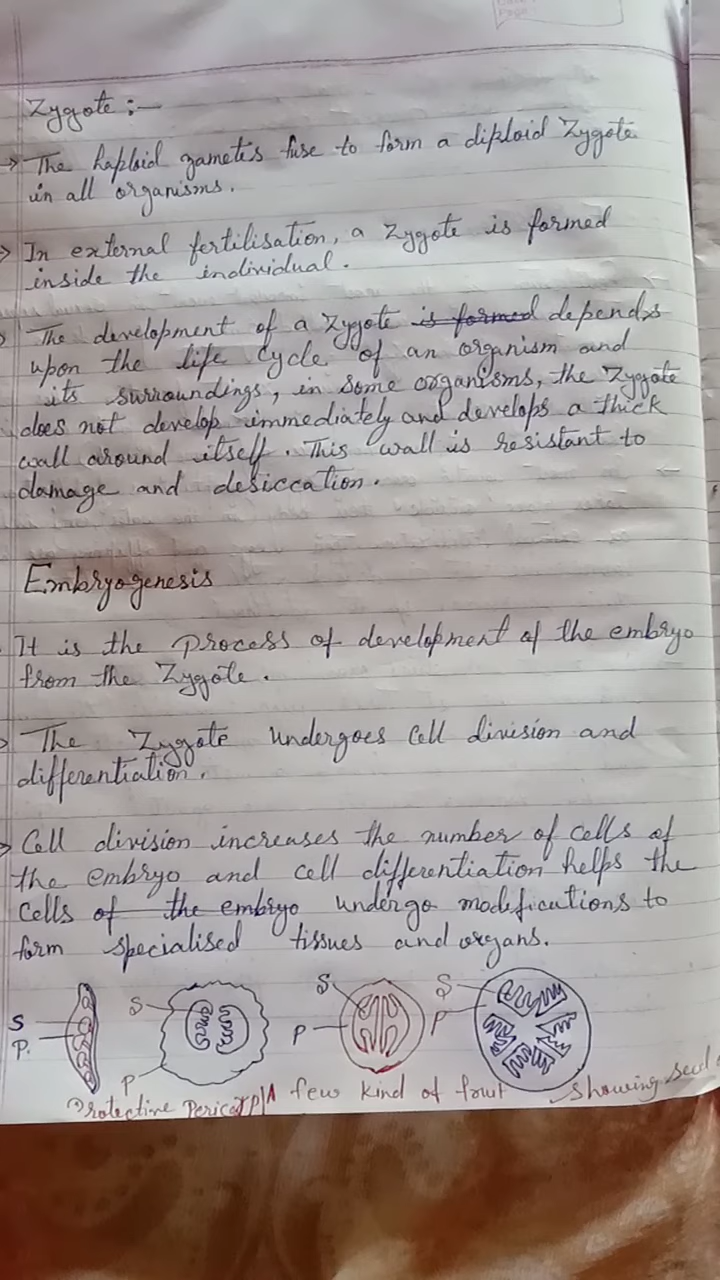 Zygote :-
→ The haploid gametes fuse to form a diploid Zygote
in all organisms.
> In external fertilisation, a Zygote is formed
inside the individual.
The development of a Zygote is formed depends
upon the life cycle of an organism and
its surroundings, in some organisms, the Zygote
does not develop immediately and develops a thick
wall around itself. This wall is resistant to
damage and desiccation.
Embryogenesis
It is the process of development of the embryo
from the Zygote.
> The Zygote undergoes cell division and
differentiation.
> Cell division increases the number of cells of
the embryo and cell differentiation helps the
cells of the embryo undergo modifications to
form specialised tissues and organs.
S S S S
P. P P P
Protective Pericarp A few kind of fruit showing seed